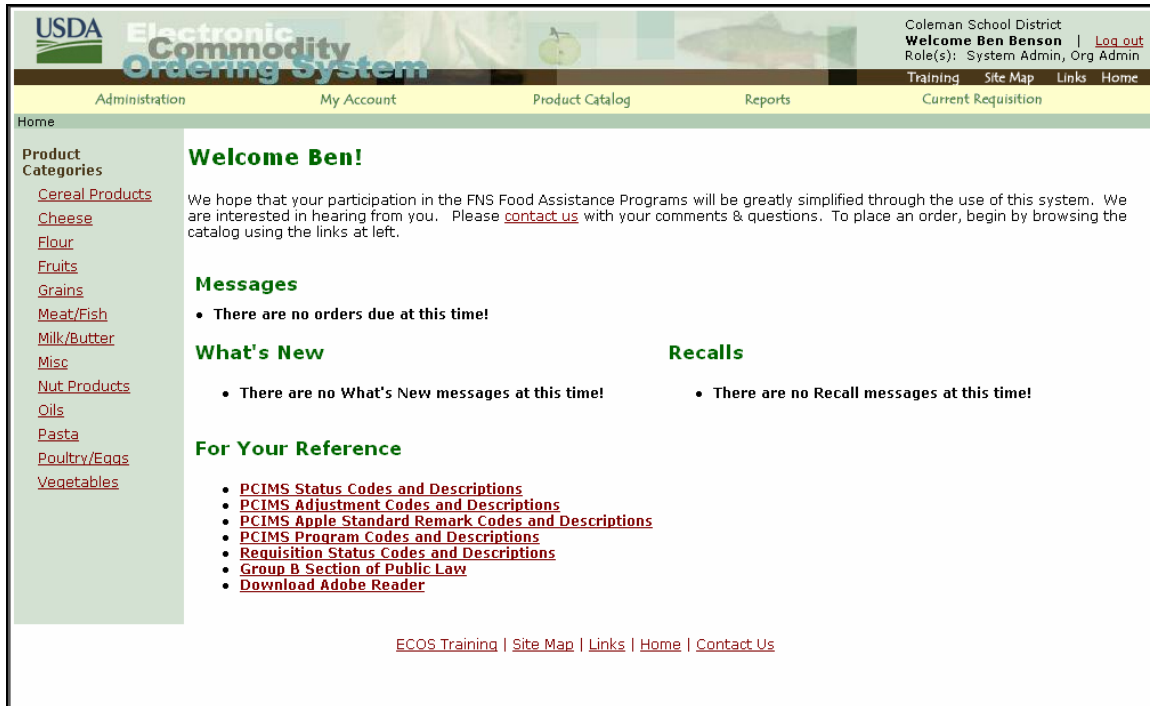 USDA
Electronic
Commodity
Ordering System
Coleman School District
Welcome Ben Benson | Log out
Role(s): System Admin, Org Admin
Training Site Map Links Home
Administration My Account Product Catalog Reports Current Requisition
Home
Product
Categories
Cereal Products
Cheese
Flour
Fruits
Grains
Meat/Fish
Milk/Butter
Misc
Nut Products
Oils
Pasta
Poultry/Eggs
Vegetables
Welcome Ben!
We hope that your participation in the FNS Food Assistance Programs will be greatly simplified through the use of this system. We
are interested in hearing from you. Please contact us with your comments & questions. To place an order, begin by browsing the
catalog using the links at left.
Messages
• There are no orders due at this time!
What's New
• There are no What's New messages at this time!
Recalls
• There are no Recall messages at this time!
For Your Reference
• PCIMS Status Codes and Descriptions
• PCIMS Adjustment Codes and Descriptions
• PCIMS Apple Standard Remark Codes and Descriptions
• PCIMS Program Codes and Descriptions
• Requisition Status Codes and Descriptions
• Group B Section of Public Law
• Download Adobe Reader
ECOS Training | Site Map | Links | Home | Contact Us